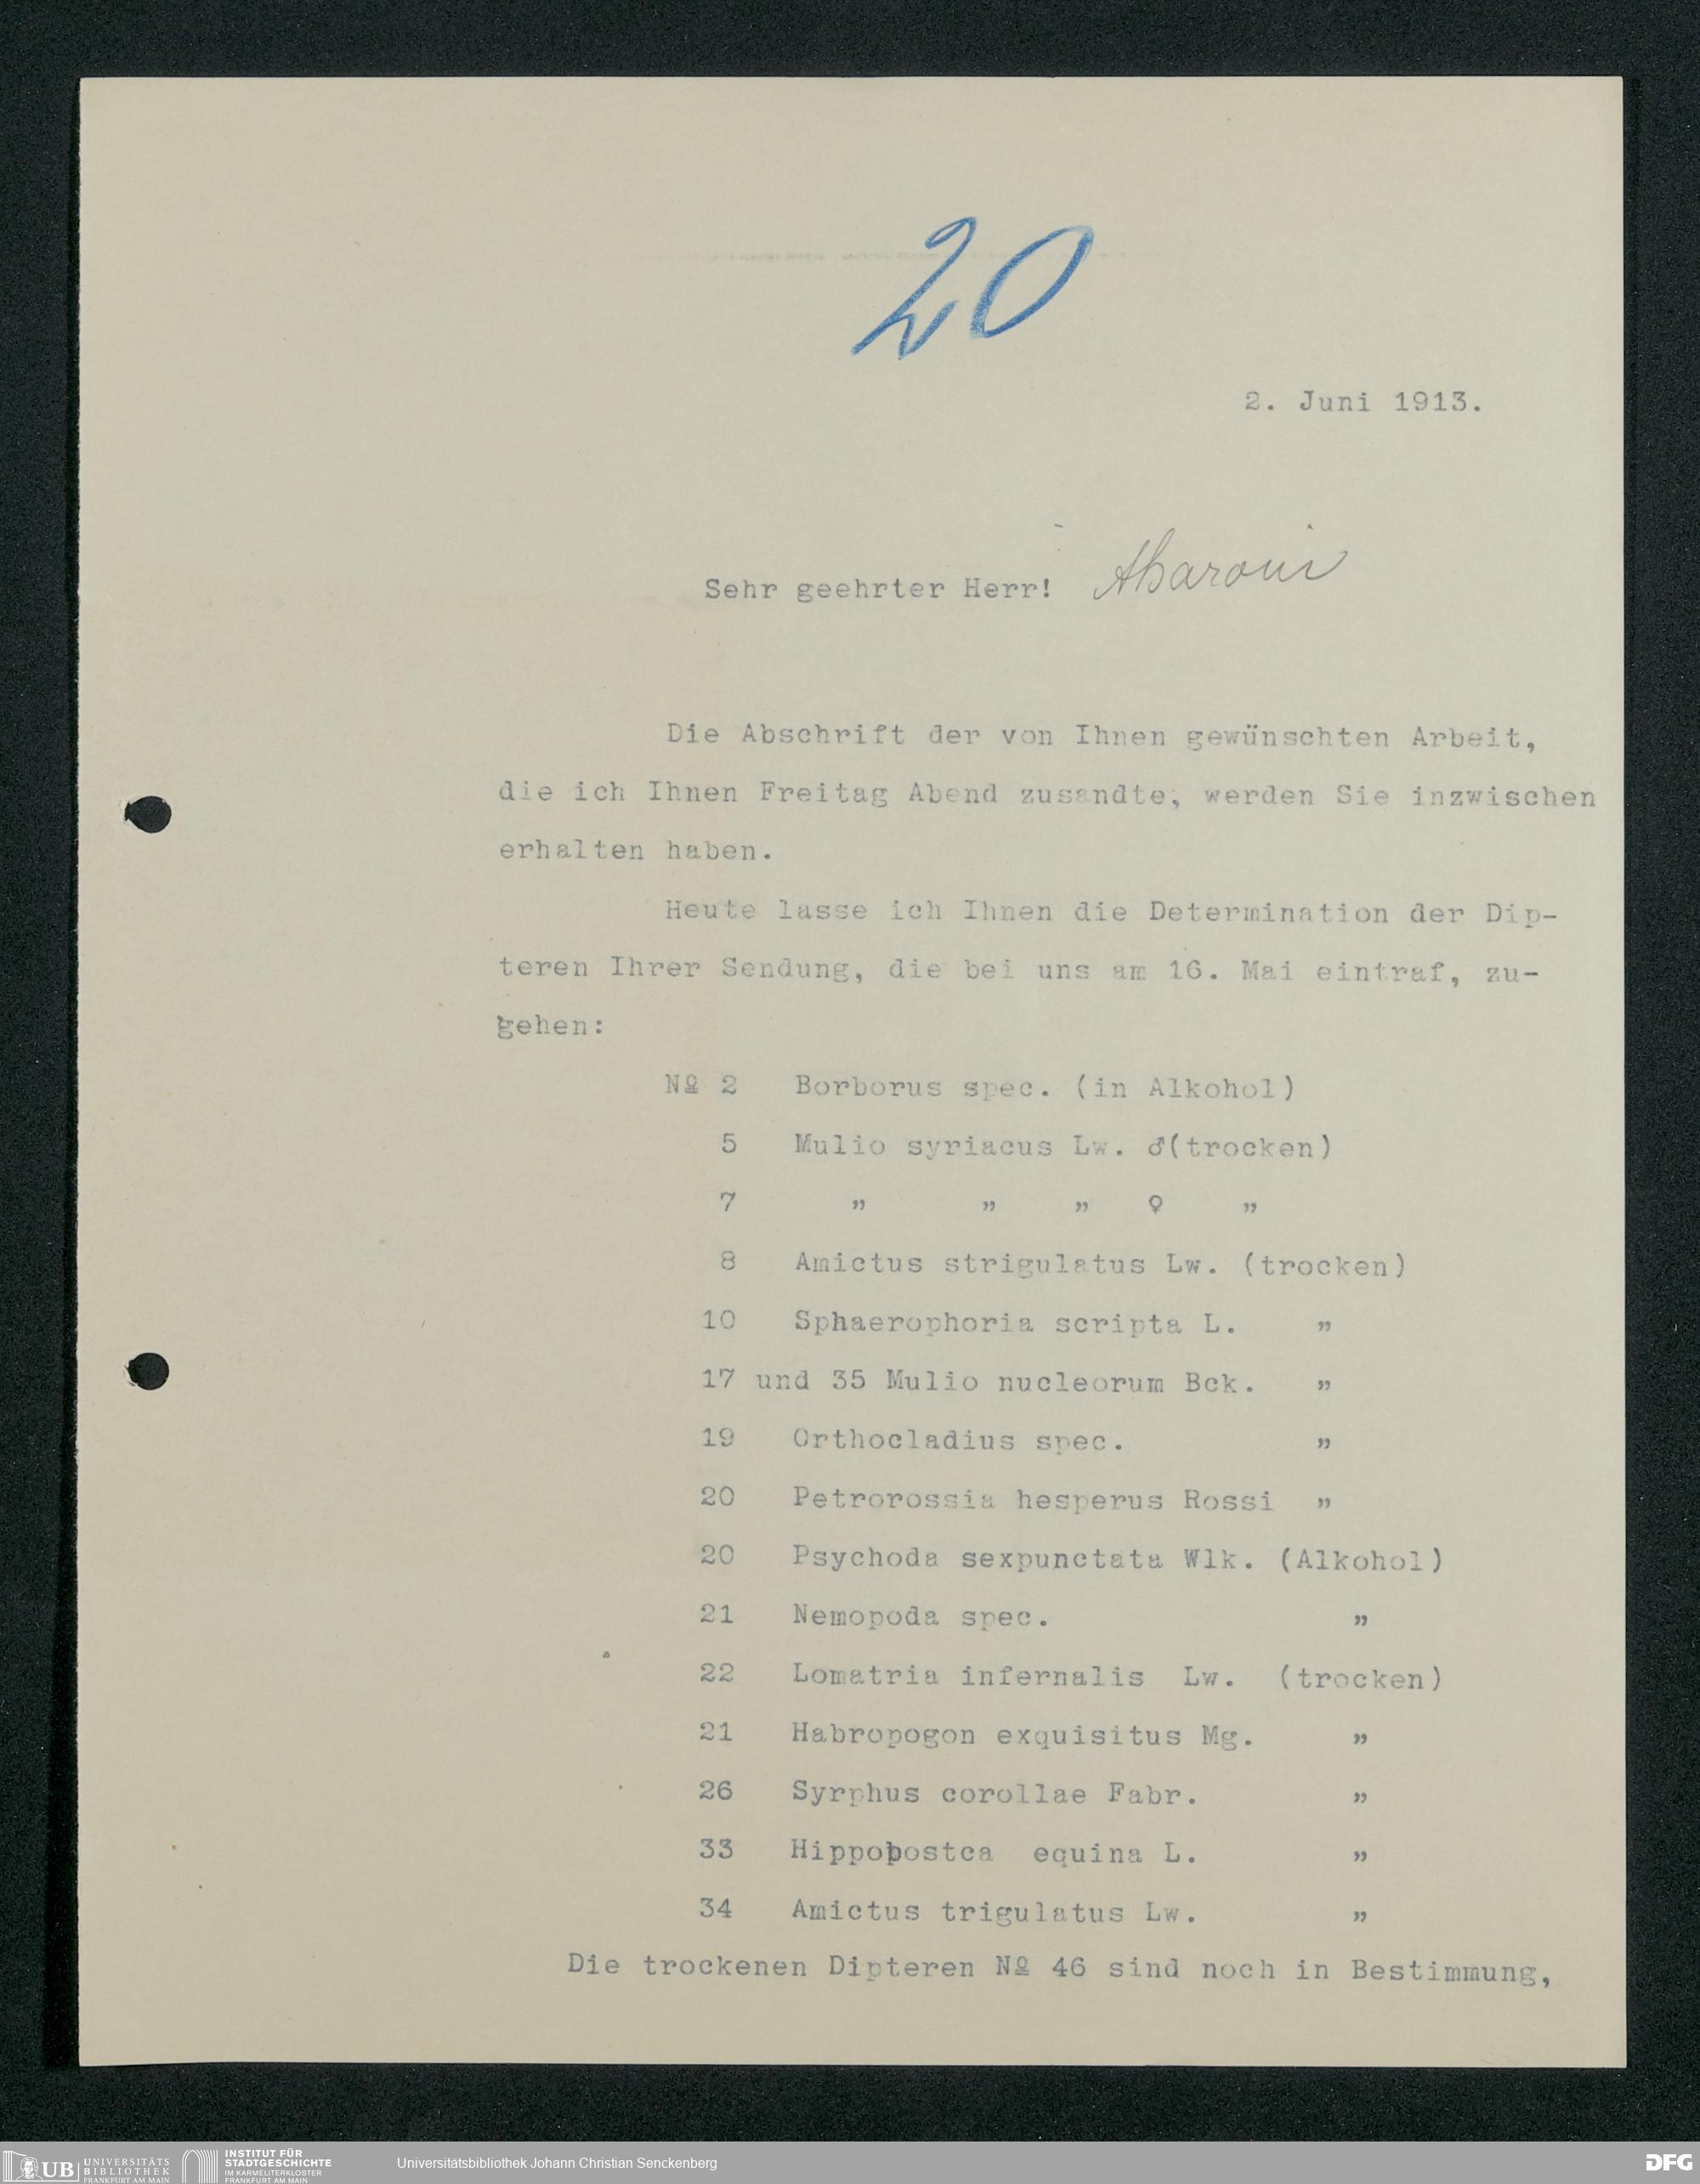 20
2. Juni 1913.
Sehr geehrter Herr! Aharoni
Die Abschrift der von Ihnen gewünschten Arbeit,
die ich Ihnen Freitag Abend zusandte, werden Sie inzwischen
erhalten haben.
Heute lasse ich Ihnen die Determination der Dip-
teren Ihrer Sendung, die bei uns am 16. Mai eintraf, zu-
gehen:
Nº 2 Borborus spec. (in Alkohol)
5 Mulio syriacus Lw. ♂(trocken)
7 " " " ♀ "
8 Amictus strigulatus Lw. (trocken)
10 Sphaerophoria scripta L. "
17 und 35 Mulio nucleorum Bck. "
19 Orthocladius spec. "
20 Petrorossia hesperus Rossi "
20 Psychoda sexpunctata Wlk. (Alkohol)
21 Nemopoda spec. "
22 Lomatria infernalis Lw. (trocken)
21 Habropogon exquisitus Mg. "
26 Syrphus corollae Fabr. "
33 Hippobostca equina L. "
34 Amictus trigulatus Lw. "
Die trockenen Dipteren Nº 46 sind noch in Bestimmung,
UB UNIVERSITÄTS
BIBLIOTHEK
FRANKFURT AM MAIN
INSTITUT FÜR
STADTGESCHICHTE
IM KARMELITERKLOSTER
FRANKFURT AM MAIN
Universitätsbibliothek Johann Christian Senckenberg
DFG